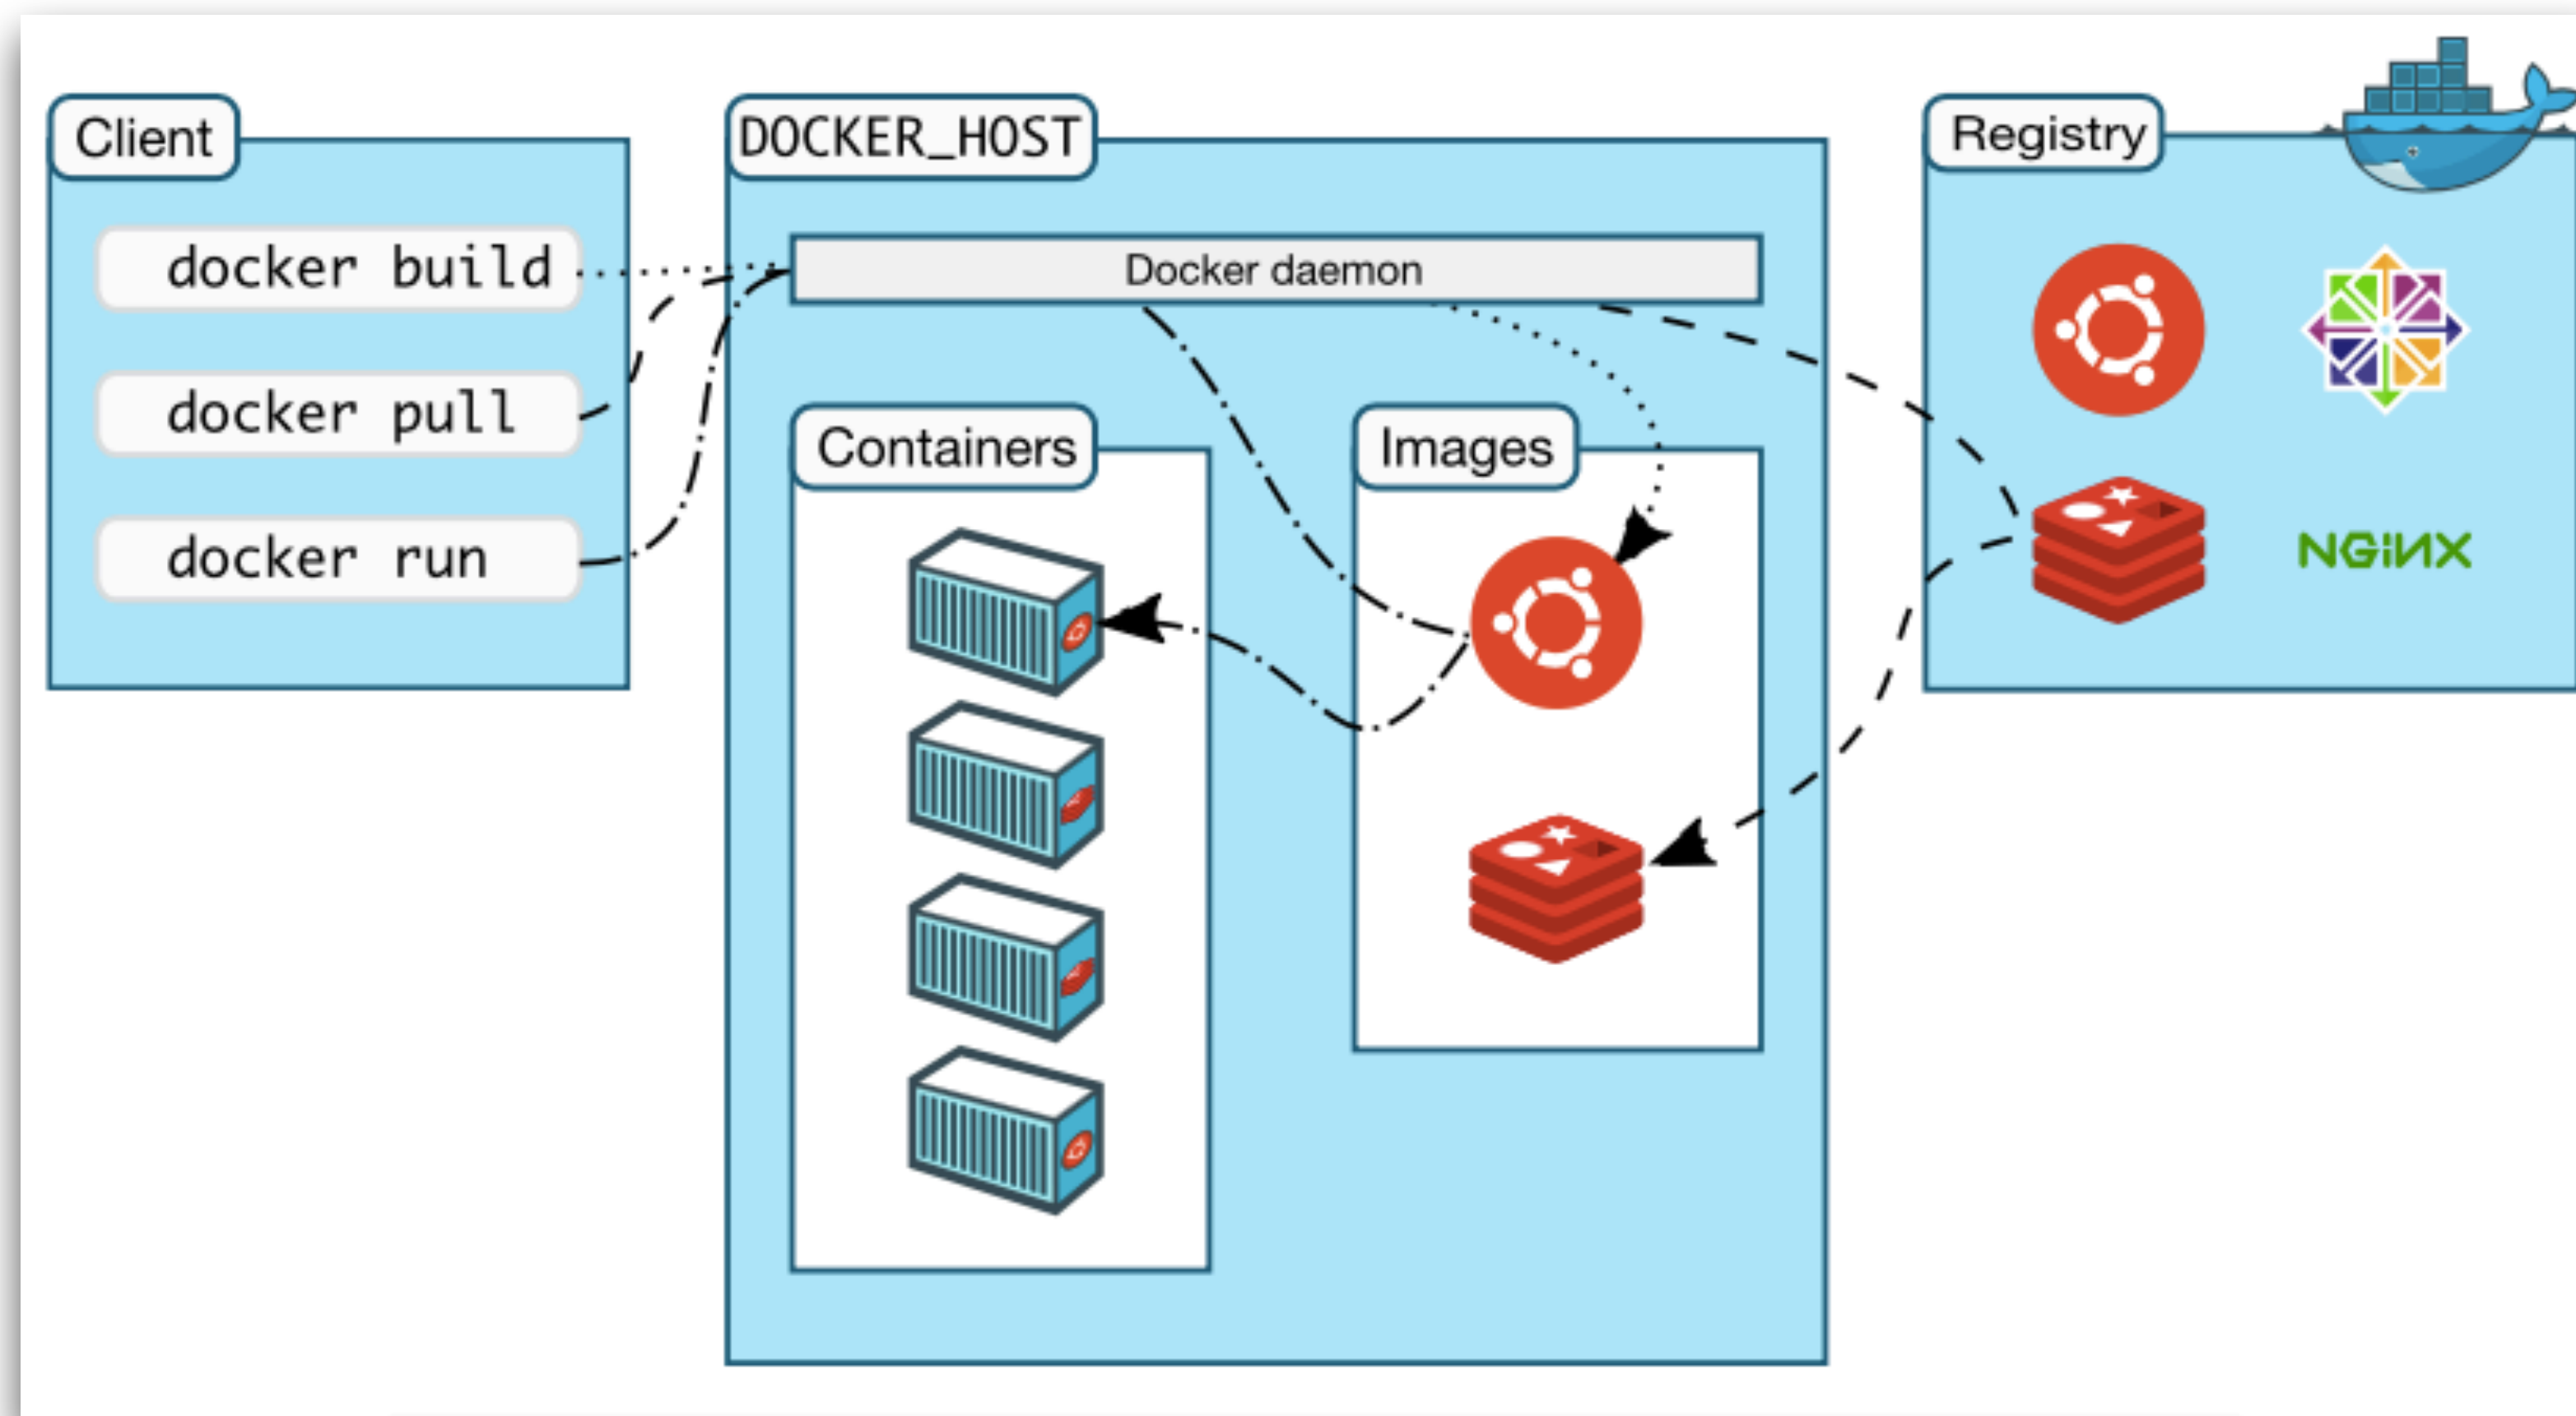 Client
docker build
docker pull
docker run
DOCKER_HOST
Docker daemon
Containers
Images
Registry
NGiNX